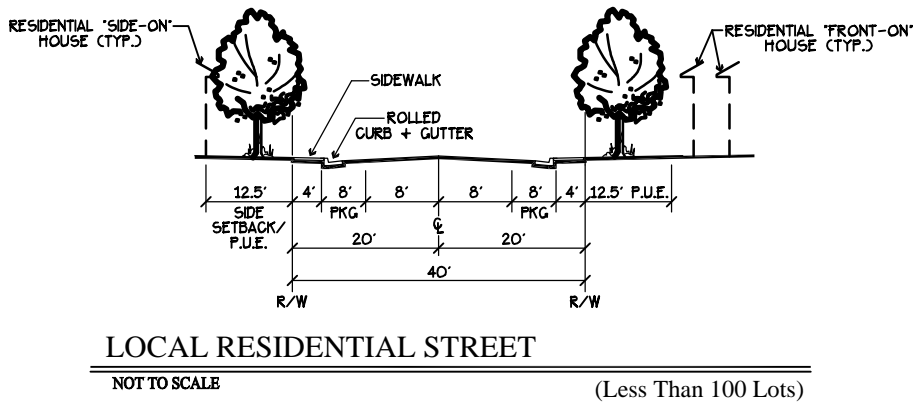 RESIDENTIAL "SIDE-ON"
HOUSE (TYP.)
RESIDENTIAL "FRONT-ON"
HOUSE (TYP.)
SIDEWALK
ROLLED
CURB + GUTTER
12.5' 4' 8' 8' 8' 8' 4' 12.5' P.U.E.
SIDE
SETBACK/
P.U.E.
PKG PKG
℄
20' 20'
40'
R/W R/W
LOCAL RESIDENTIAL STREET
NOT TO SCALE
(Less Than 100 Lots)